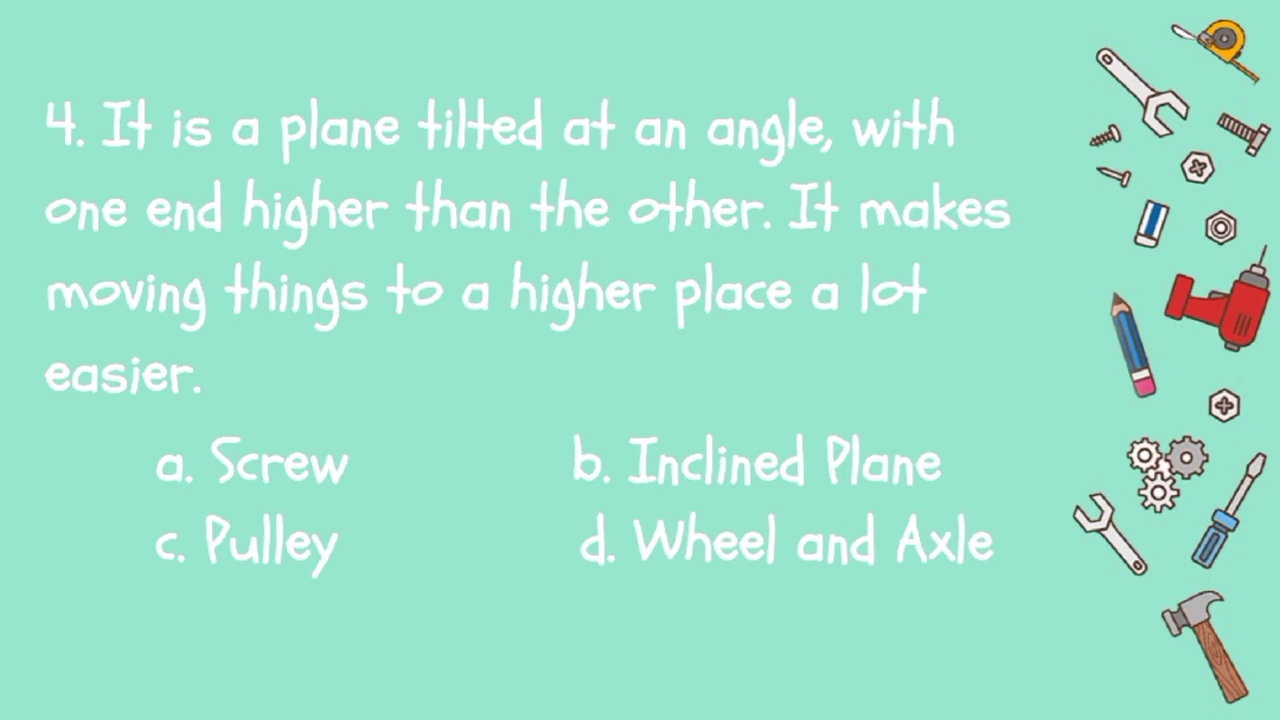 4. It is a plane tilted at an angle, with
one end higher than the other. It makes
moving things to a higher place a lot
easier.
a. Screw b. Inclined Plane
c. Pulley d. Wheel and Axle